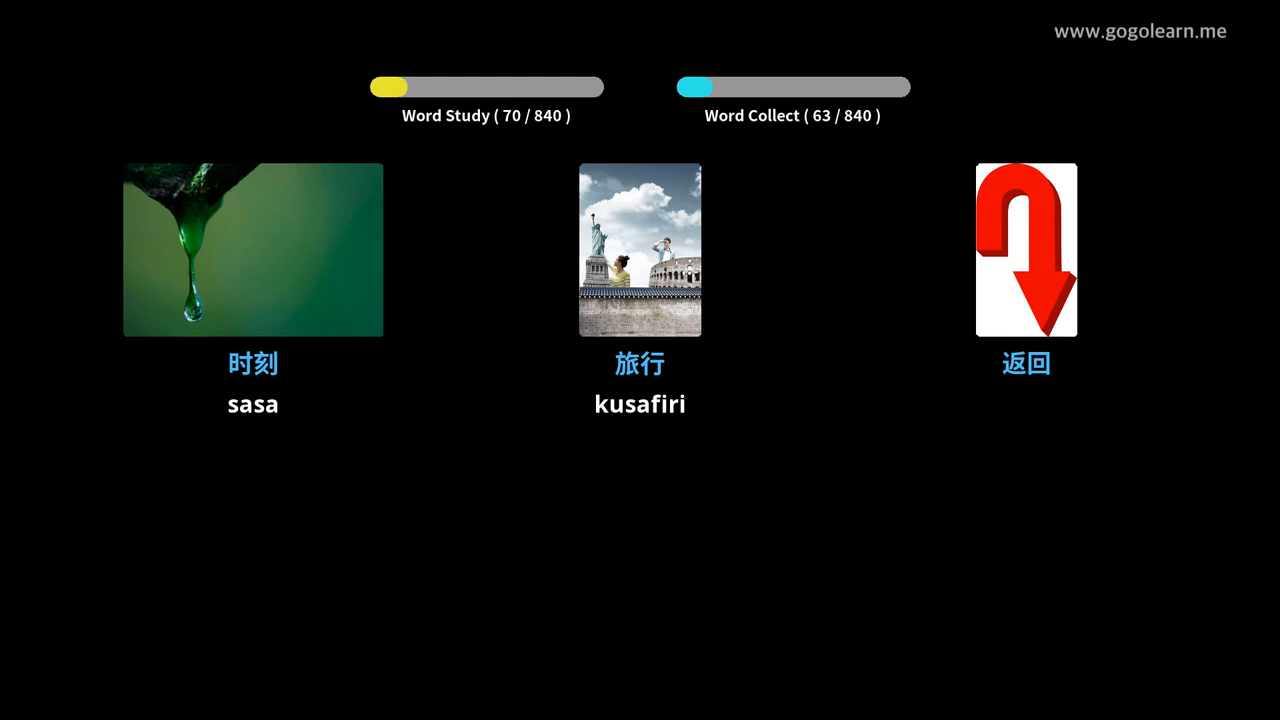 www.gogolearn.me
Word Study ( 70 / 840 )
Word Collect ( 63 / 840 )
时刻
旅行
返回
sasa
kusafiri